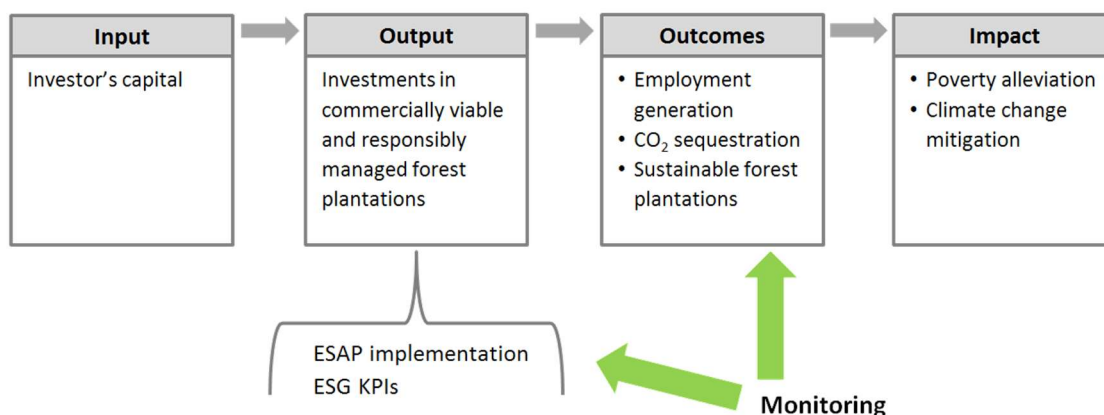 Input
Investor’s capital
Output
Investments in
commercially viable
and responsibly
managed forest
plantations
Outcomes
• Employment
generation
• CO₂ sequestration
• Sustainable forest
plantations
Impact
• Poverty alleviation
• Climate change
mitigation
ESAP implementation
ESG KPIs
Monitoring